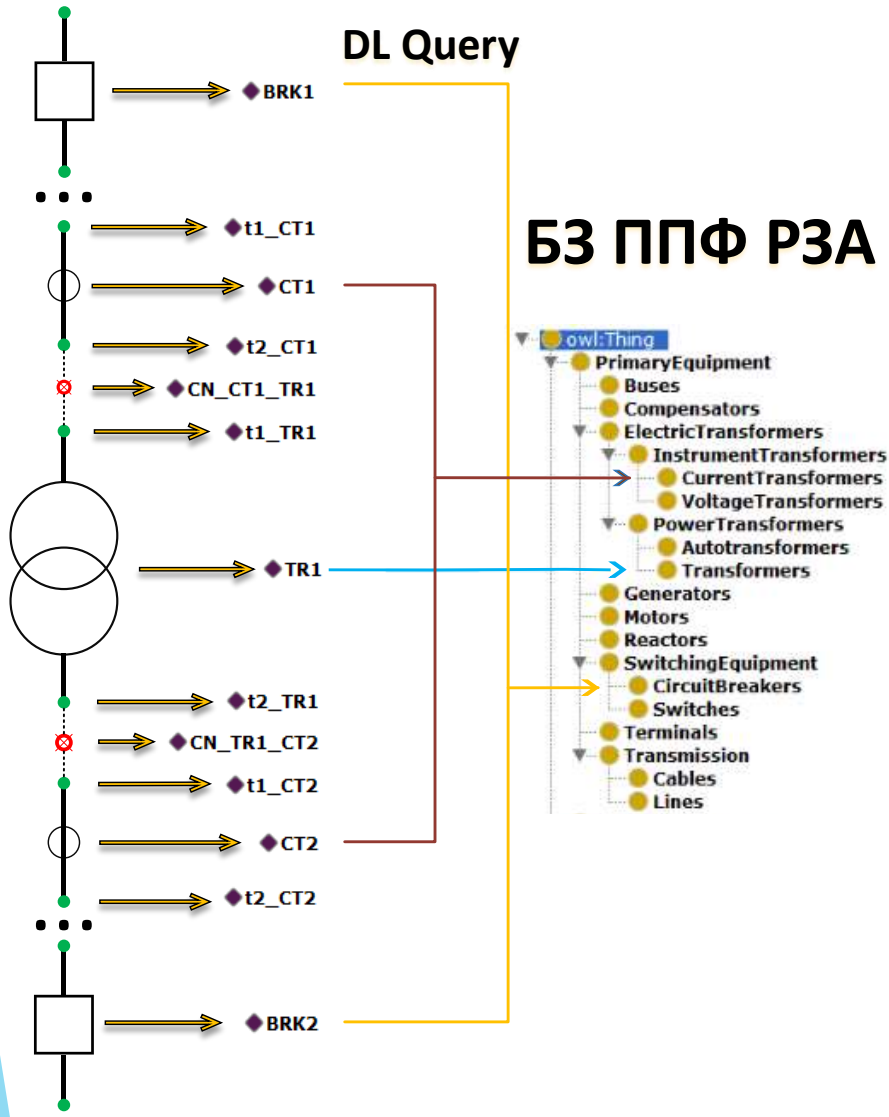 DL Query
BRK1
t1_CT1
CT1
t2_CT1
CN_CT1_TR1
t1_TR1
TR1
t2_TR1
CN_TR1_CT2
t1_CT2
CT2
t2_CT2
BRK2
БЗ ППФ РЗА
owl:Thing
PrimaryEquipment
Buses
Compensators
ElectricTransformers
InstrumentTransformers
CurrentTransformers
VoltageTransformers
PowerTransformers
Autotransformers
Transformers
Generators
Motors
Reactors
SwitchingEquipment
CircuitBreakers
Switches
Terminals
Transmission
Cables
Lines